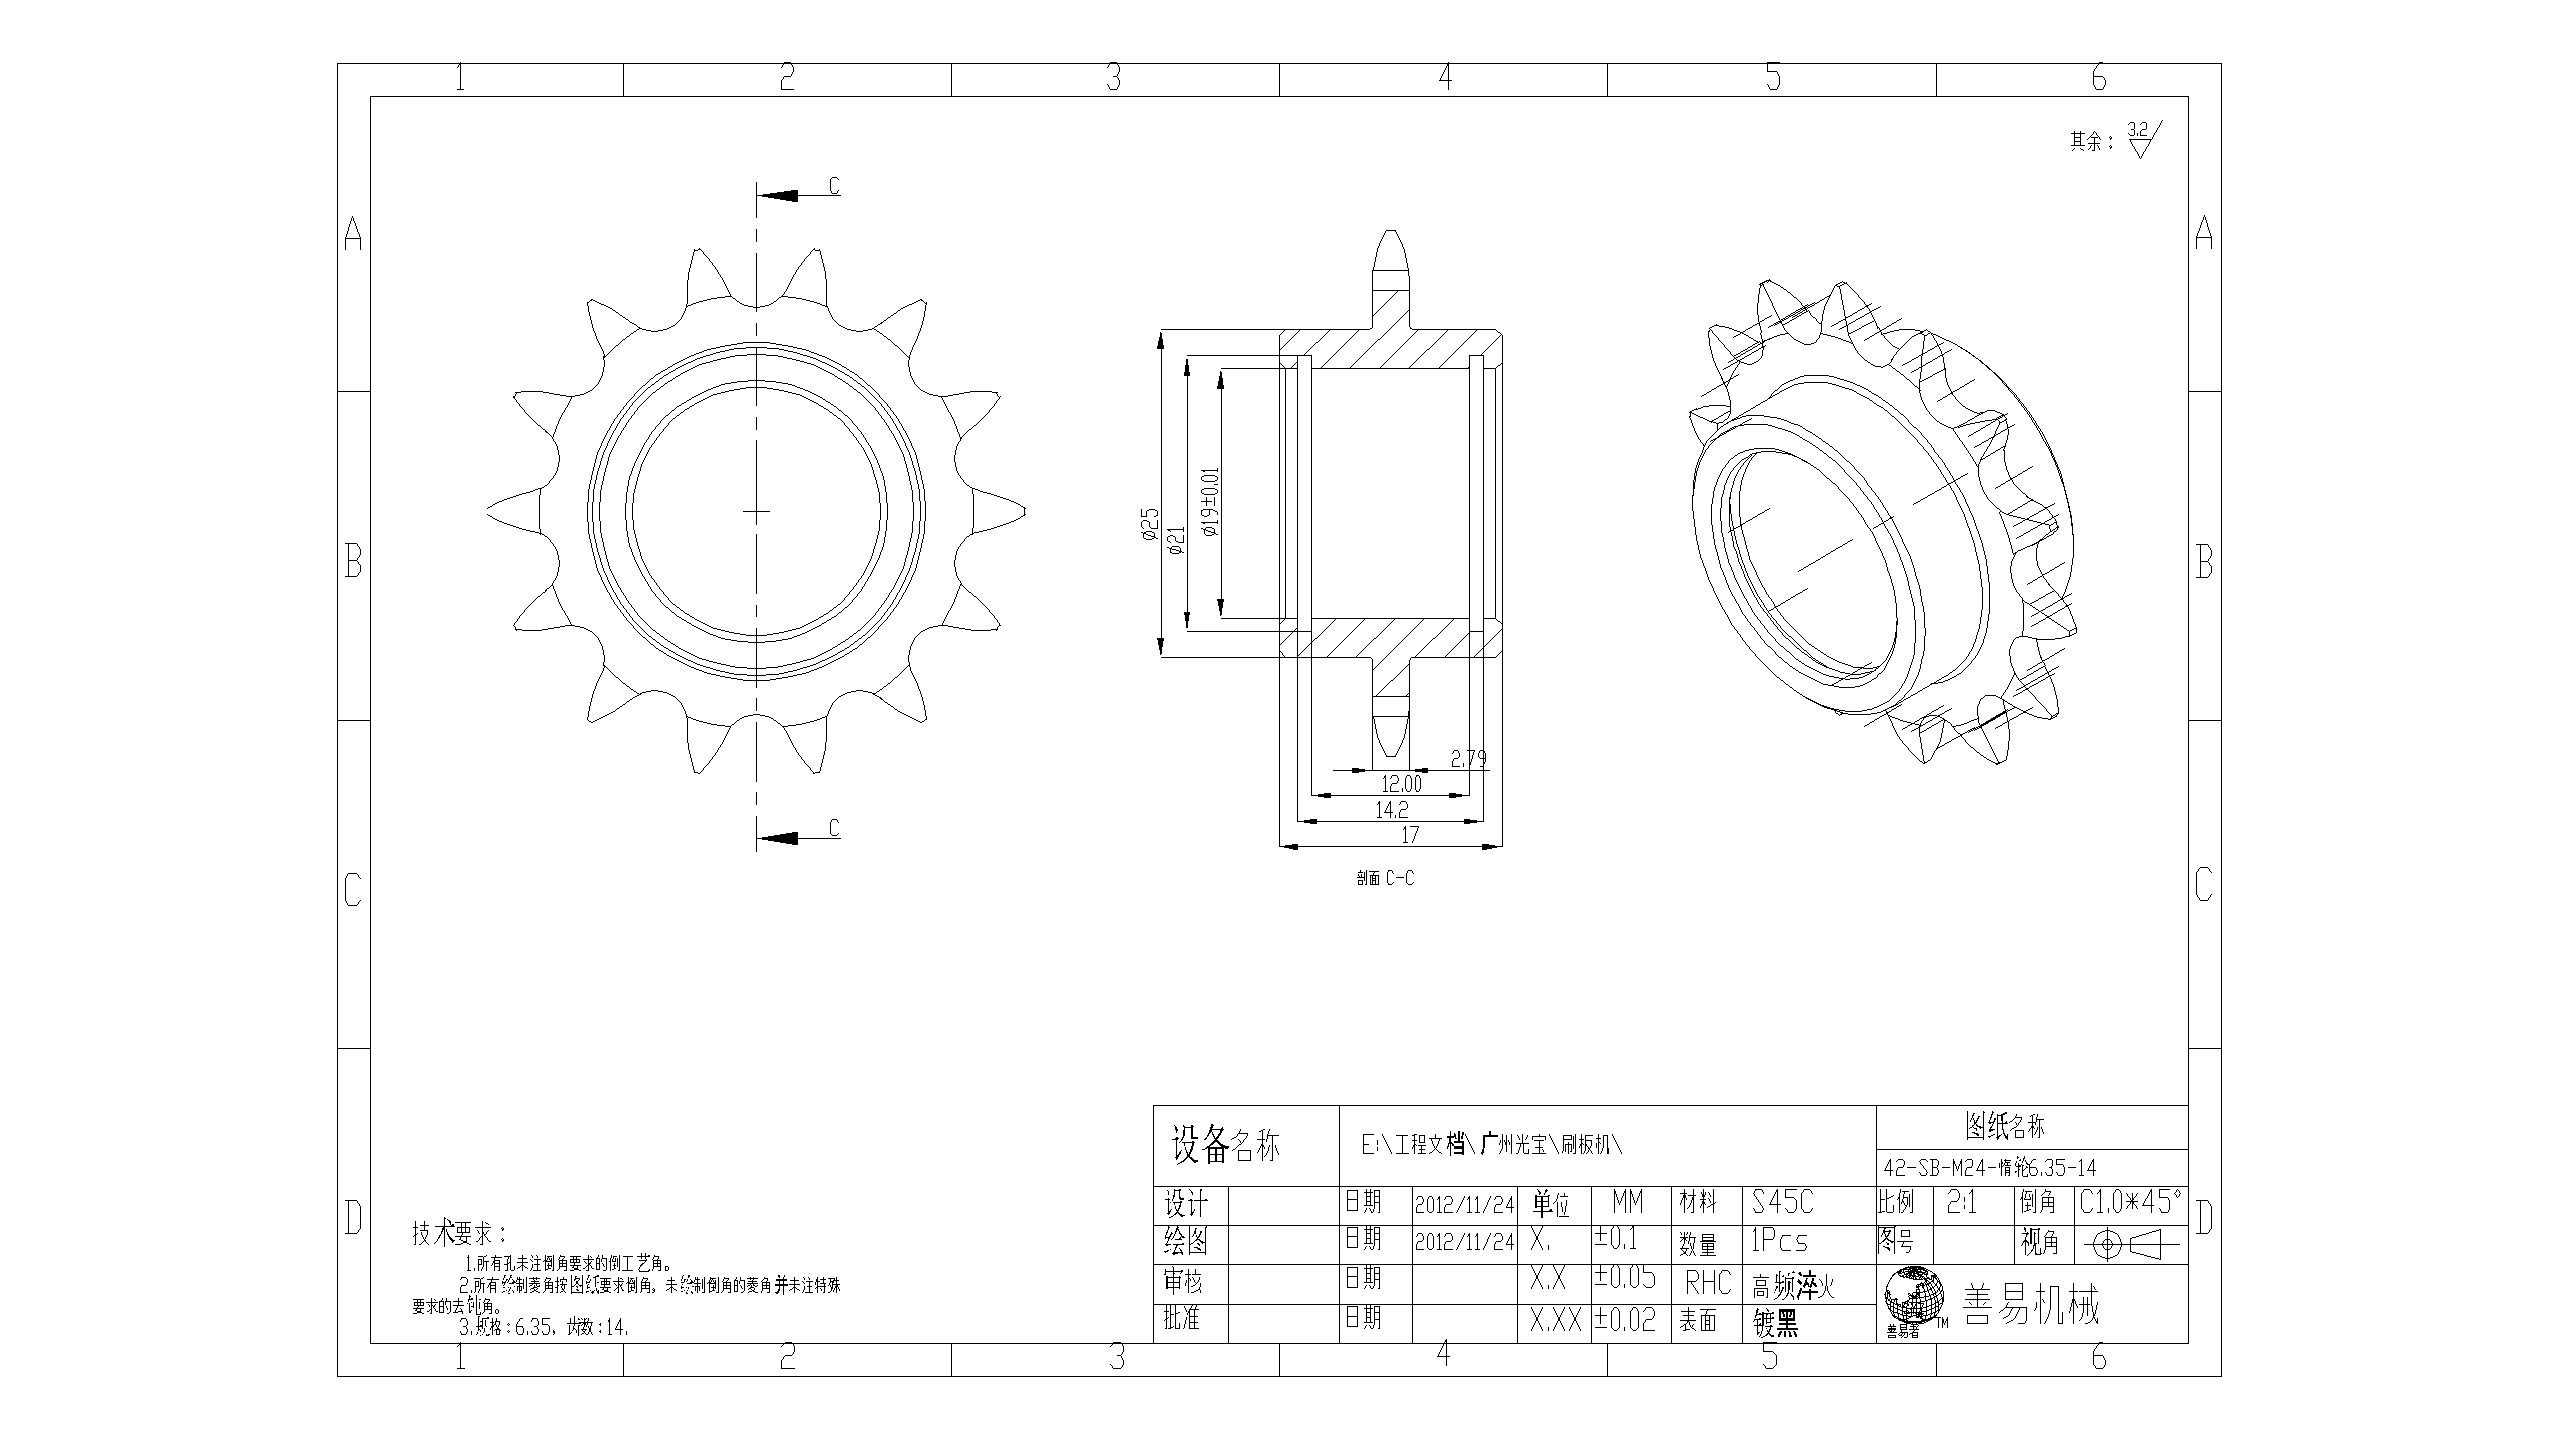 1 2 3 4 5 6
其余： 3.2
A A
C
C
B B
⌀25
⌀21
⌀19±0.01
2.79
12.00
14.2
17
剖面 C-C
C C
D D
设备名称 E:\工程文档\广州光宝\刷板机\ 图纸名称
42-SB-M24-惰轮6.35-14
设计 日期 2012/11/24 单位 MM 材料 S45C 比例 2:1 倒角 C1.0*45°
绘图 日期 2012/11/24 X. ±0.1 数量 1Pcs 图号 视角
审核 日期 X.X ±0.05 RHC 高频淬火
批准 日期 X.XX ±0.02 表面 镀黑
善易者 TM 善易机械
技术要求：
1.所有孔未注倒角要求的倒工艺角。
2.所有绘制菱角按图纸要求倒角，未绘制倒角的菱角并未注特殊
要求的去钊角。
3.规格：6.35，齿数：14.
1 2 3 4 5 6